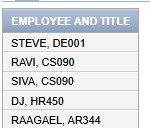 EMPLOYEE AND TITLE
STEVE, DE001
RAVI, CS090
SIVA, CS090
DJ, HR450
RAAGAEL, AR344